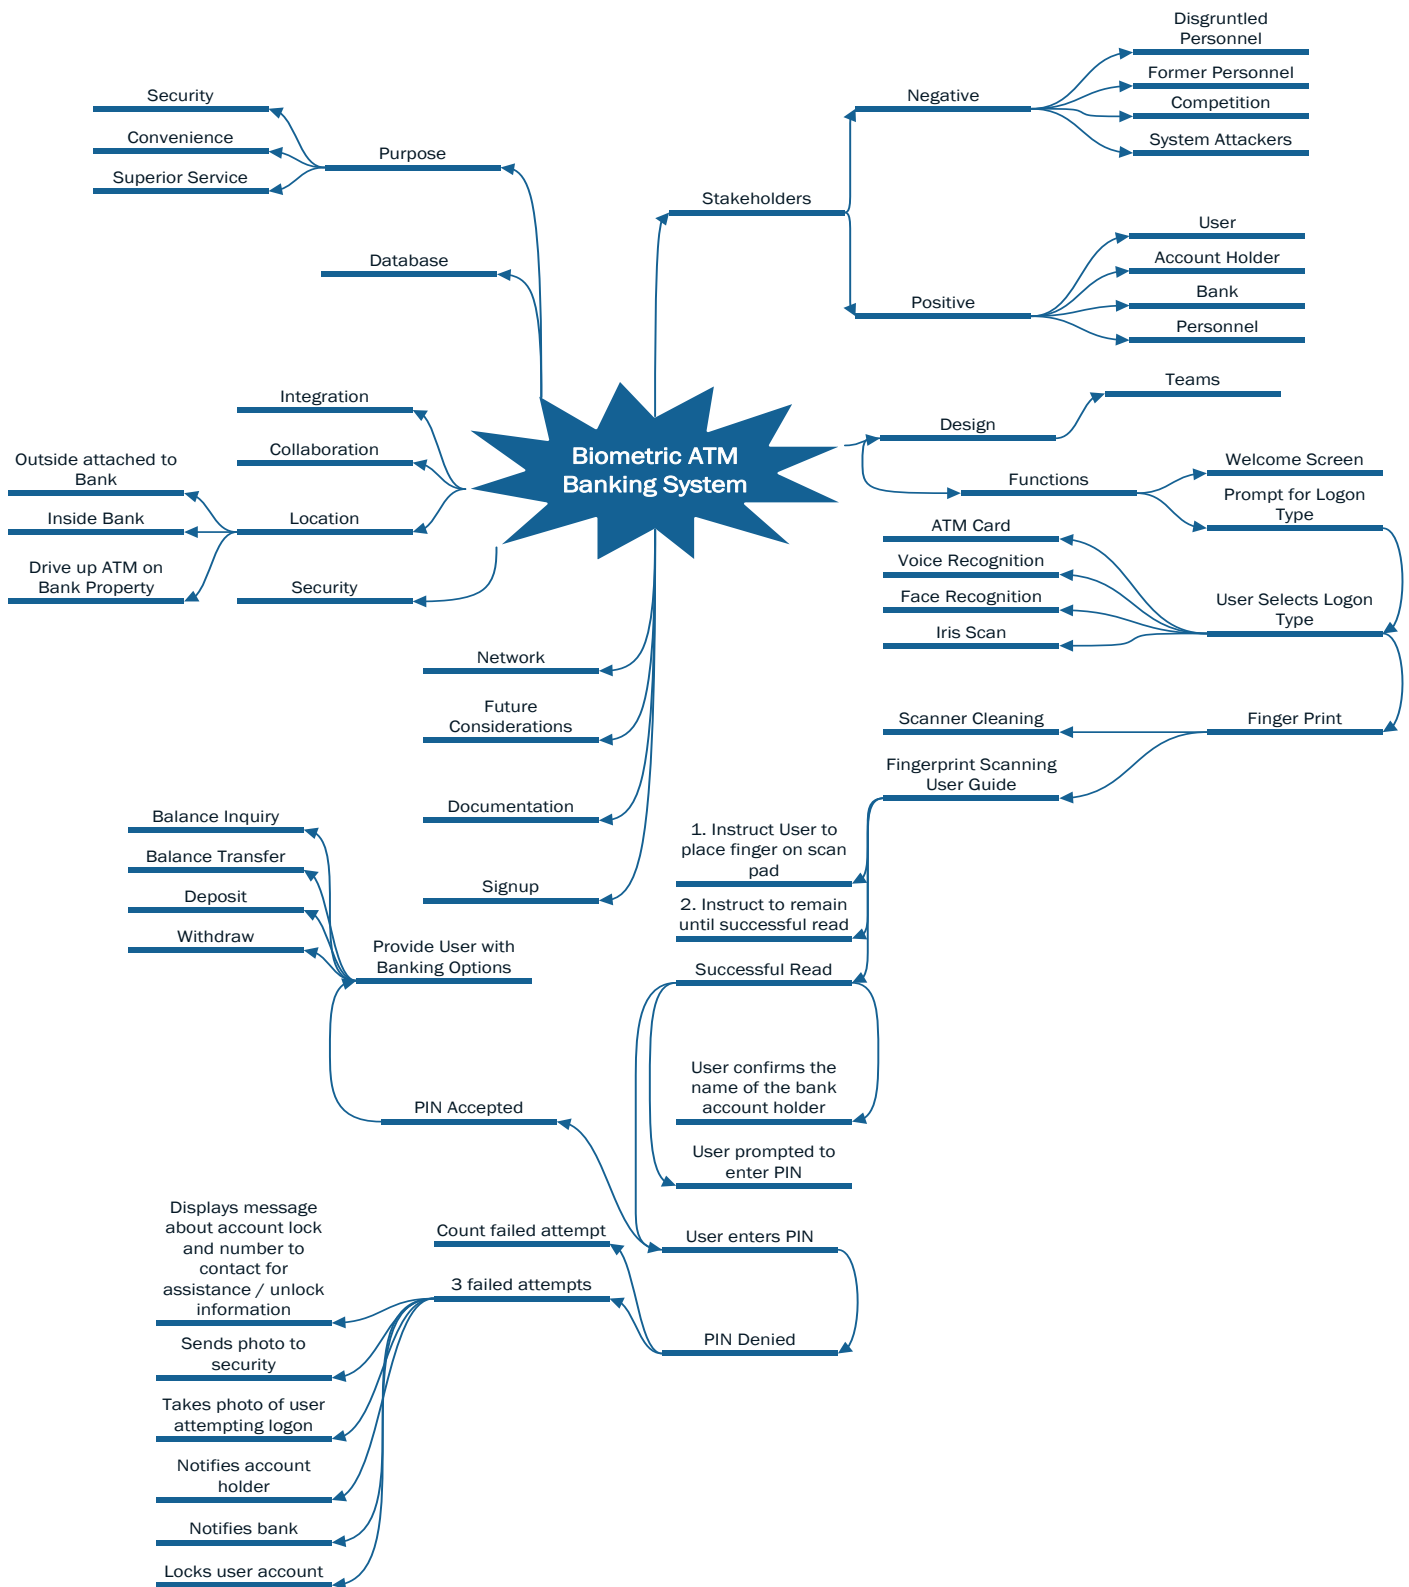 Disgruntled
Personnel
Former Personnel
Competition
System Attackers
Negative
Stakeholders
User
Account Holder
Bank
Personnel
Positive
Security
Convenience
Superior Service
Purpose
Database
Integration
Collaboration
Outside attached to
Bank
Inside Bank
Drive up ATM on
Bank Property
Location
Security
Biometric ATM
Banking System
Teams
Design
Functions
Welcome Screen
Prompt for Logon
Type
ATM Card
Voice Recognition
Face Recognition
Iris Scan
User Selects Logon
Type
Network
Future
Considerations
Documentation
Signup
Scanner Cleaning
Finger Print
Fingerprint Scanning
User Guide
1. Instruct User to
place finger on scan
pad
2. Instruct to remain
until successful read
Successful Read
Balance Inquiry
Balance Transfer
Deposit
Withdraw
Provide User with
Banking Options
User confirms the
name of the bank
account holder
PIN Accepted
User prompted to
enter PIN
User enters PIN
Count failed attempt
3 failed attempts
PIN Denied
Displays message
about account lock
and number to
contact for
assistance / unlock
information
Sends photo to
security
Takes photo of user
attempting logon
Notifies account
holder
Notifies bank
Locks user account